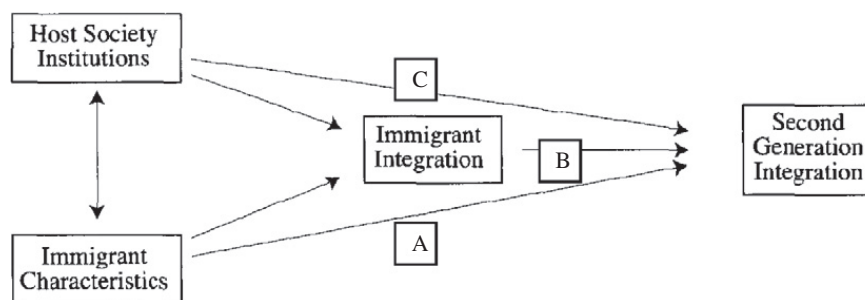 Host Society
Institutions
C
Immigrant
Integration
B
Second
Generation
Integration
A
Immigrant
Characteristics